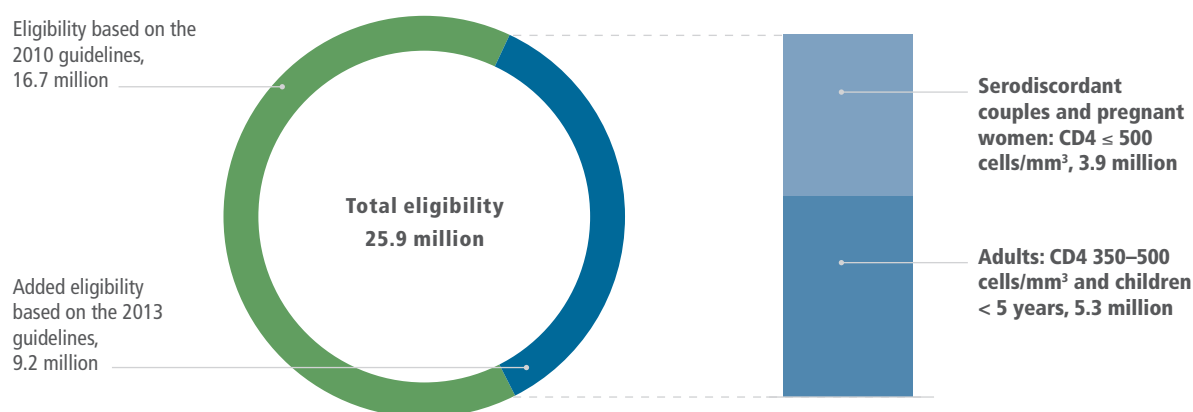 Eligibility based on the
2010 guidelines,
16.7 million
Added eligibility
based on the 2013
guidelines,
9.2 million
Total eligibility
25.9 million
Serodiscordant
couples and pregnant
women: CD4 ≤ 500
cells/mm³, 3.9 million
Adults: CD4 350–500
cells/mm³ and children
< 5 years, 5.3 million